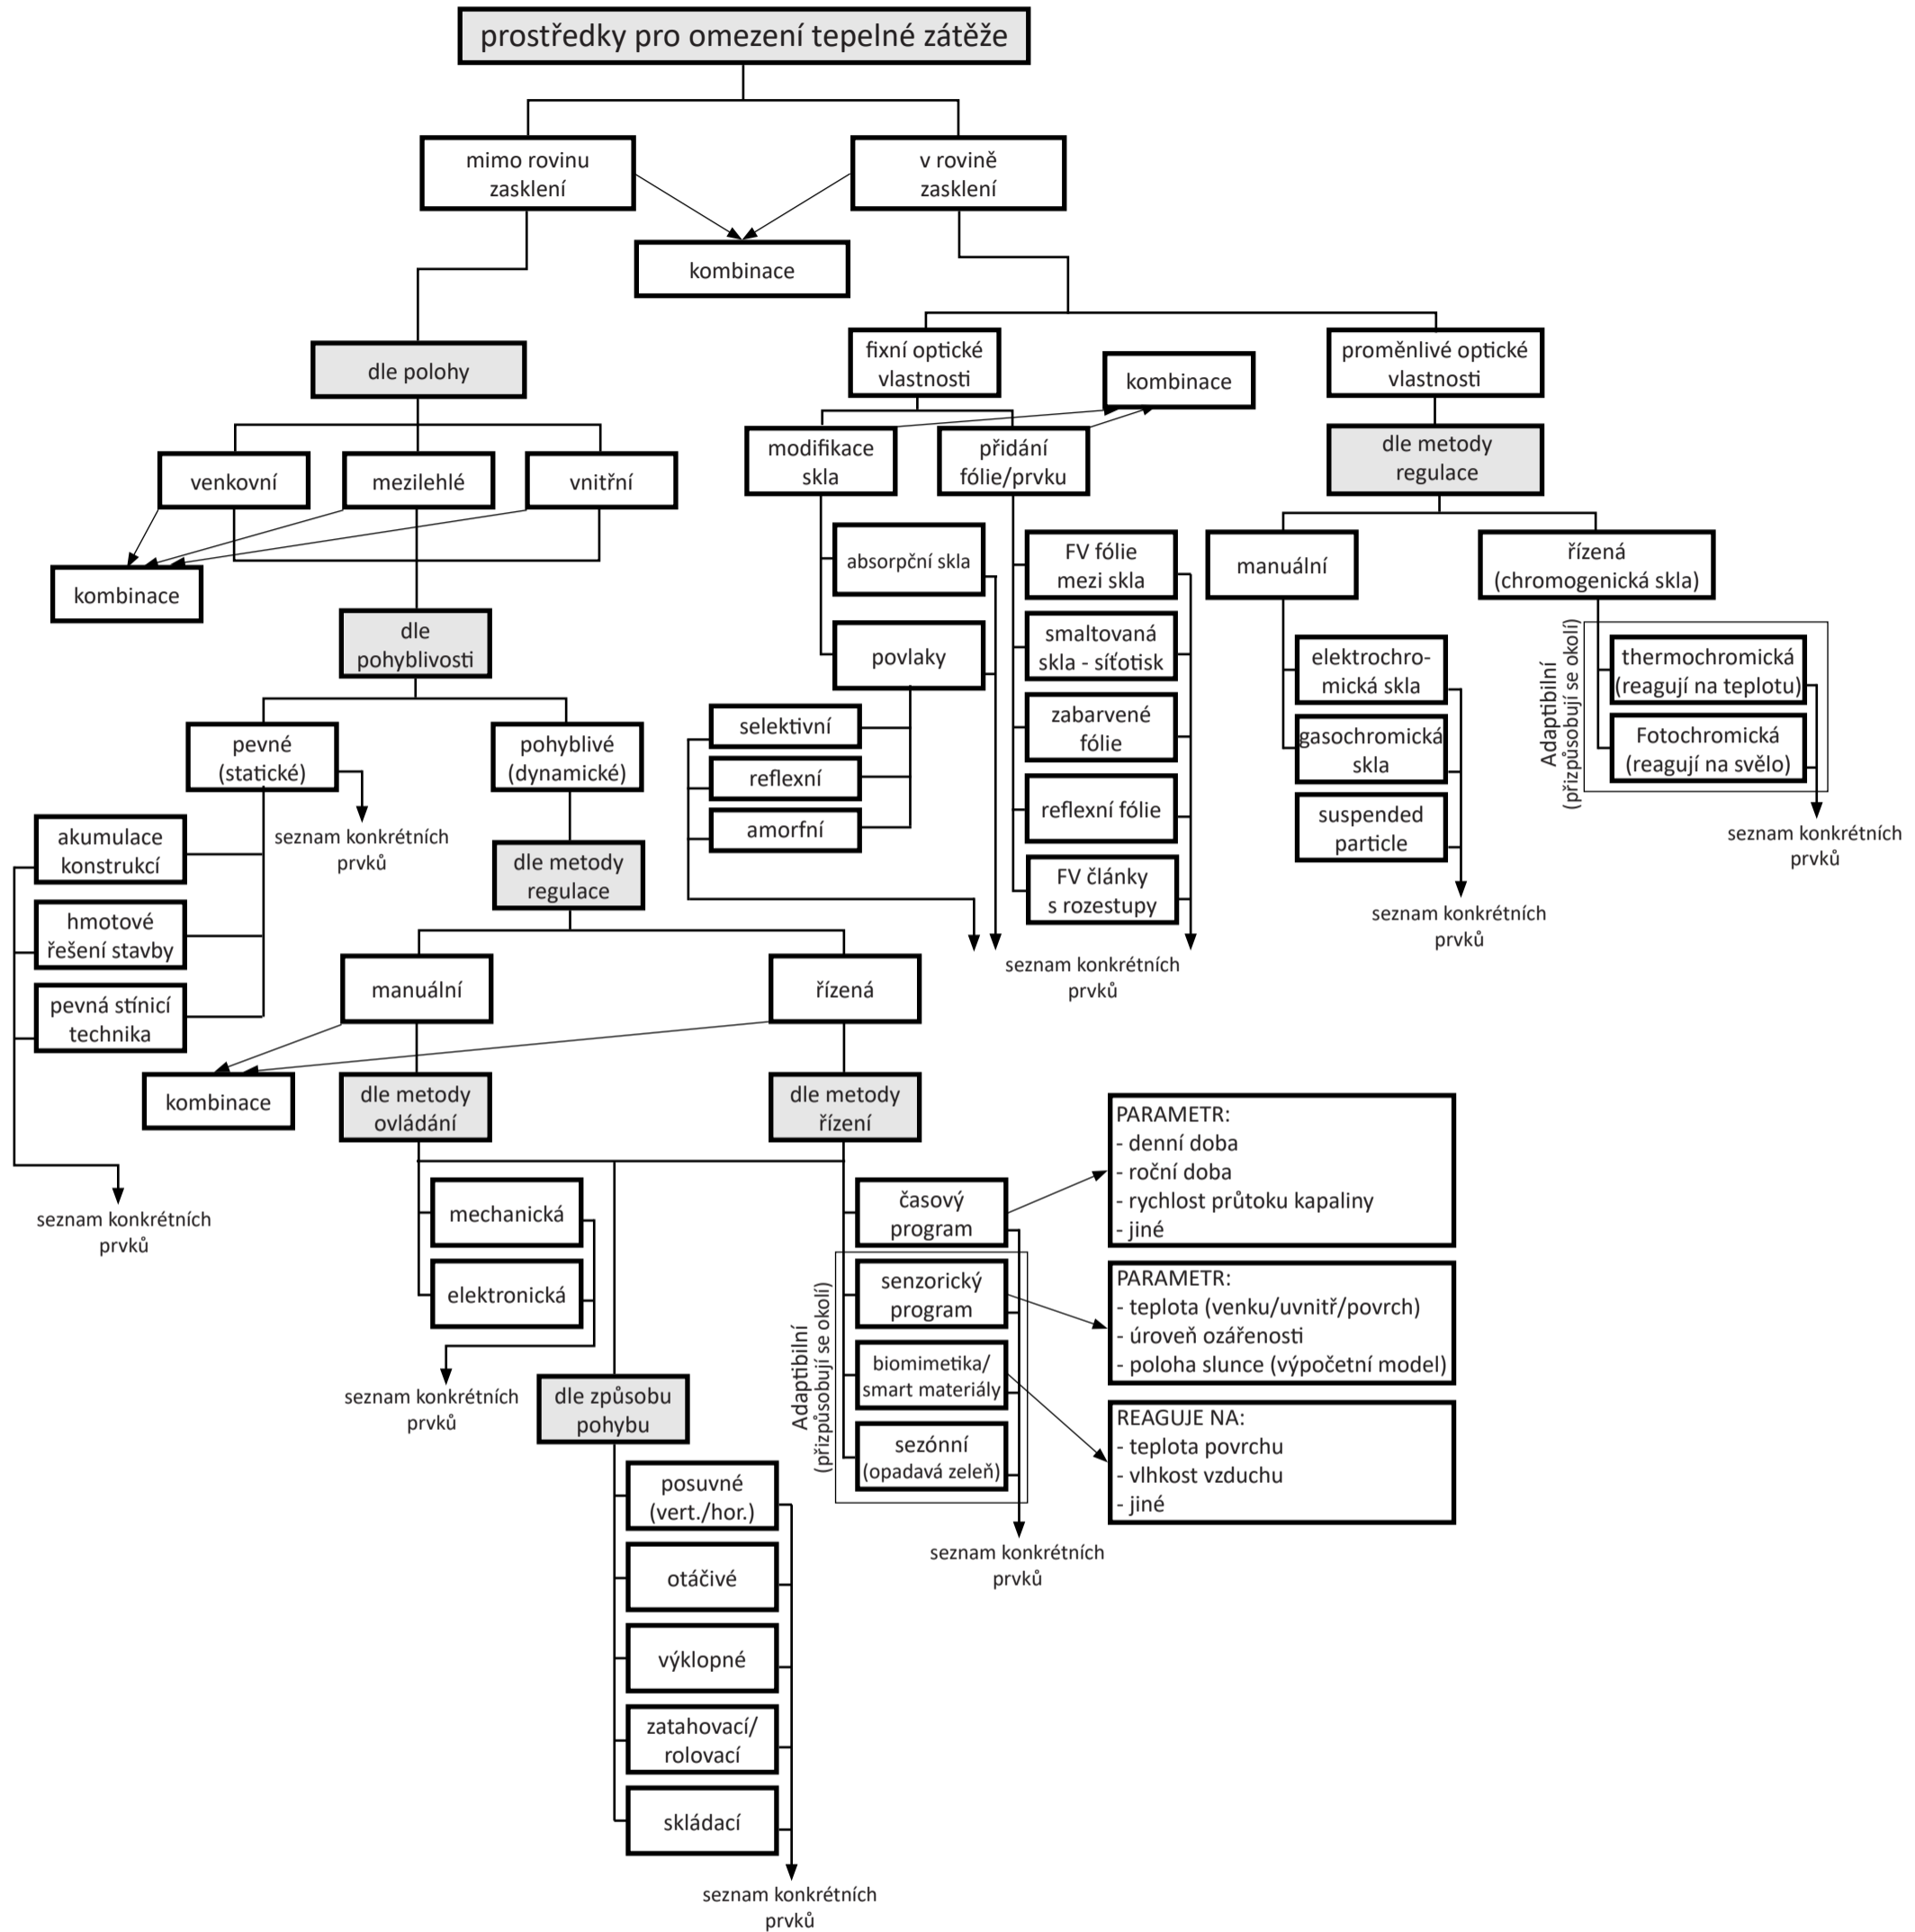 prostředky pro omezení tepelné zátěže
mimo rovinu
zasklení
v rovině
zasklení
kombinace
dle polohy
fixní optické
vlastnosti
kombinace
proměnlivé optické
vlastnosti
venkovní
mezilehlé
vnitřní
modifikace
skla
přidání
fólie/prvku
dle metody
regulace
kombinace
absorpční skla
FV fólie
mezi skla
manuální
řízená
(chromogenická skla)
dle
pohyblivosti
povlaky
smaltovaná
skla - síťotisk
elektrochro-
mická skla
Adaptibilní
(přizpůsobují se okolí)
thermochromická
(reagují na teplotu)
pevné
(statické)
pohyblivé
(dynamické)
selektivní
zabarvené
fólie
gasochromická
skla
Fotochromická
(reagují na svělo)
reflexní
reflexní fólie
suspended
particle
seznam konkrétních
prvků
akumulace
konstrukcí
seznam konkrétních
prvků
amorfní
dle metody
regulace
FV články
s rozestupy
seznam konkrétních
prvků
hmotové
řešení stavby
manuální
řízená
seznam konkrétních
prvků
pevná stínicí
technika
kombinace
dle metody
ovládání
dle metody
řízení
PARAMETR:
- denní doba
- roční doba
- rychlost průtoku kapaliny
- jiné
seznam konkrétních
prvků
mechanická
časový
program
elektronická
Adaptibilní
(přizpůsobují se okolí)
senzorický
program
PARAMETR:
- teplota (venku/uvnitř/povrch)
- úroveň ozářenosti
- poloha slunce (výpočetní model)
seznam konkrétních
prvků
dle způsobu
pohybu
biomimetika/
smart materiály
sezónní
(opadavá zeleň)
REAGUJE NA:
- teplota povrchu
- vlhkost vzduchu
- jiné
posuvné
(vert./hor.)
seznam konkrétních
prvků
otáčivé
výklopné
zatahovací/
rolovací
skládací
seznam konkrétních
prvků